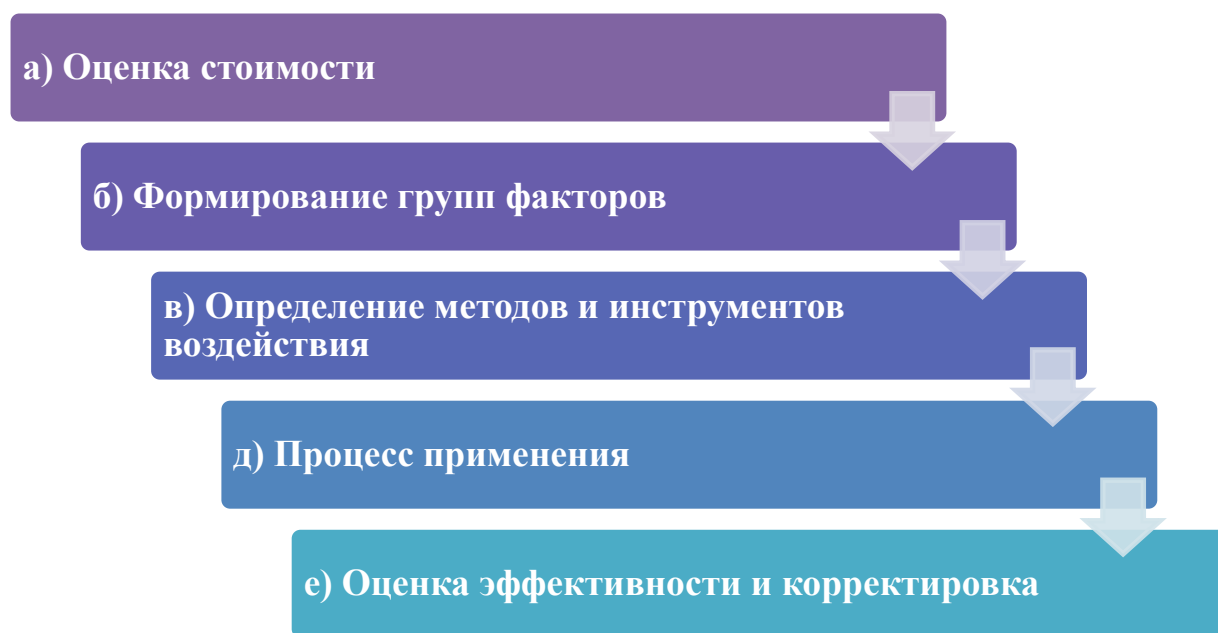 а) Оценка стоимости
б) Формирование групп факторов
в) Определение методов и инструментов
воздействия
д) Процесс применения
е) Оценка эффективности и корректировка